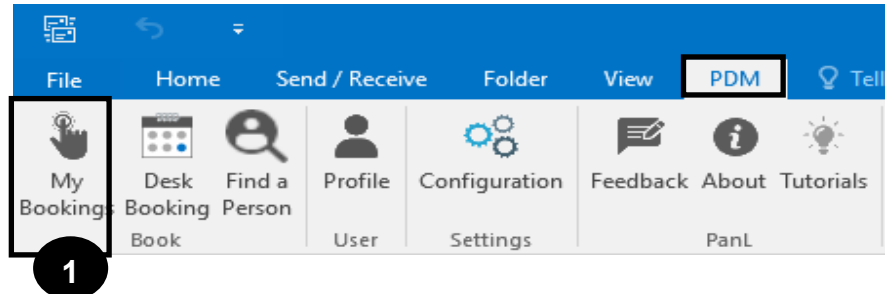 File Home Send / Receive Folder View PDM Tell
My Desk Find a Profile Configuration Feedback About Tutorials
Bookings Booking Person
Book User Settings PanL
1